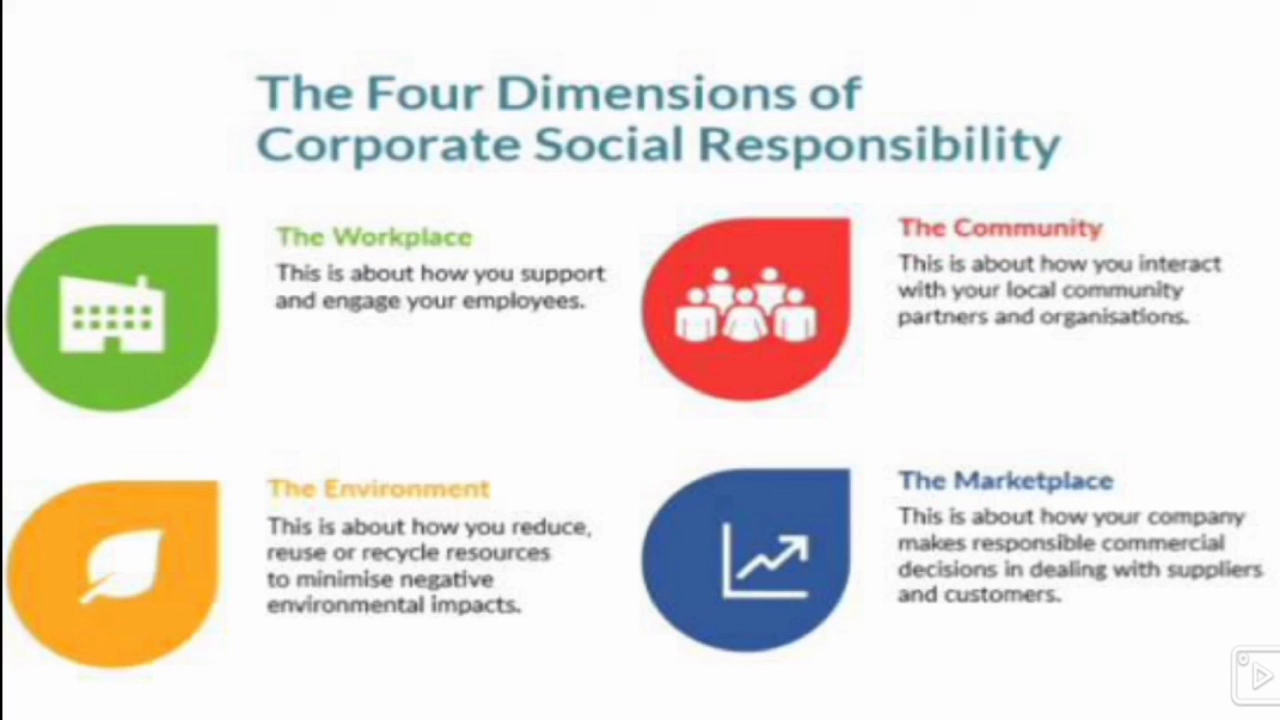 The Four Dimensions of
Corporate Social Responsibility
The Workplace
This is about how you support
and engage your employees.
The Community
This is about how you interact
with your local community
partners and organisations.
The Environment
This is about how you reduce,
reuse or recycle resources
to minimise negative
environmental impacts.
The Marketplace
This is about how your company
makes responsible commercial
decisions in dealing with suppliers
and customers.